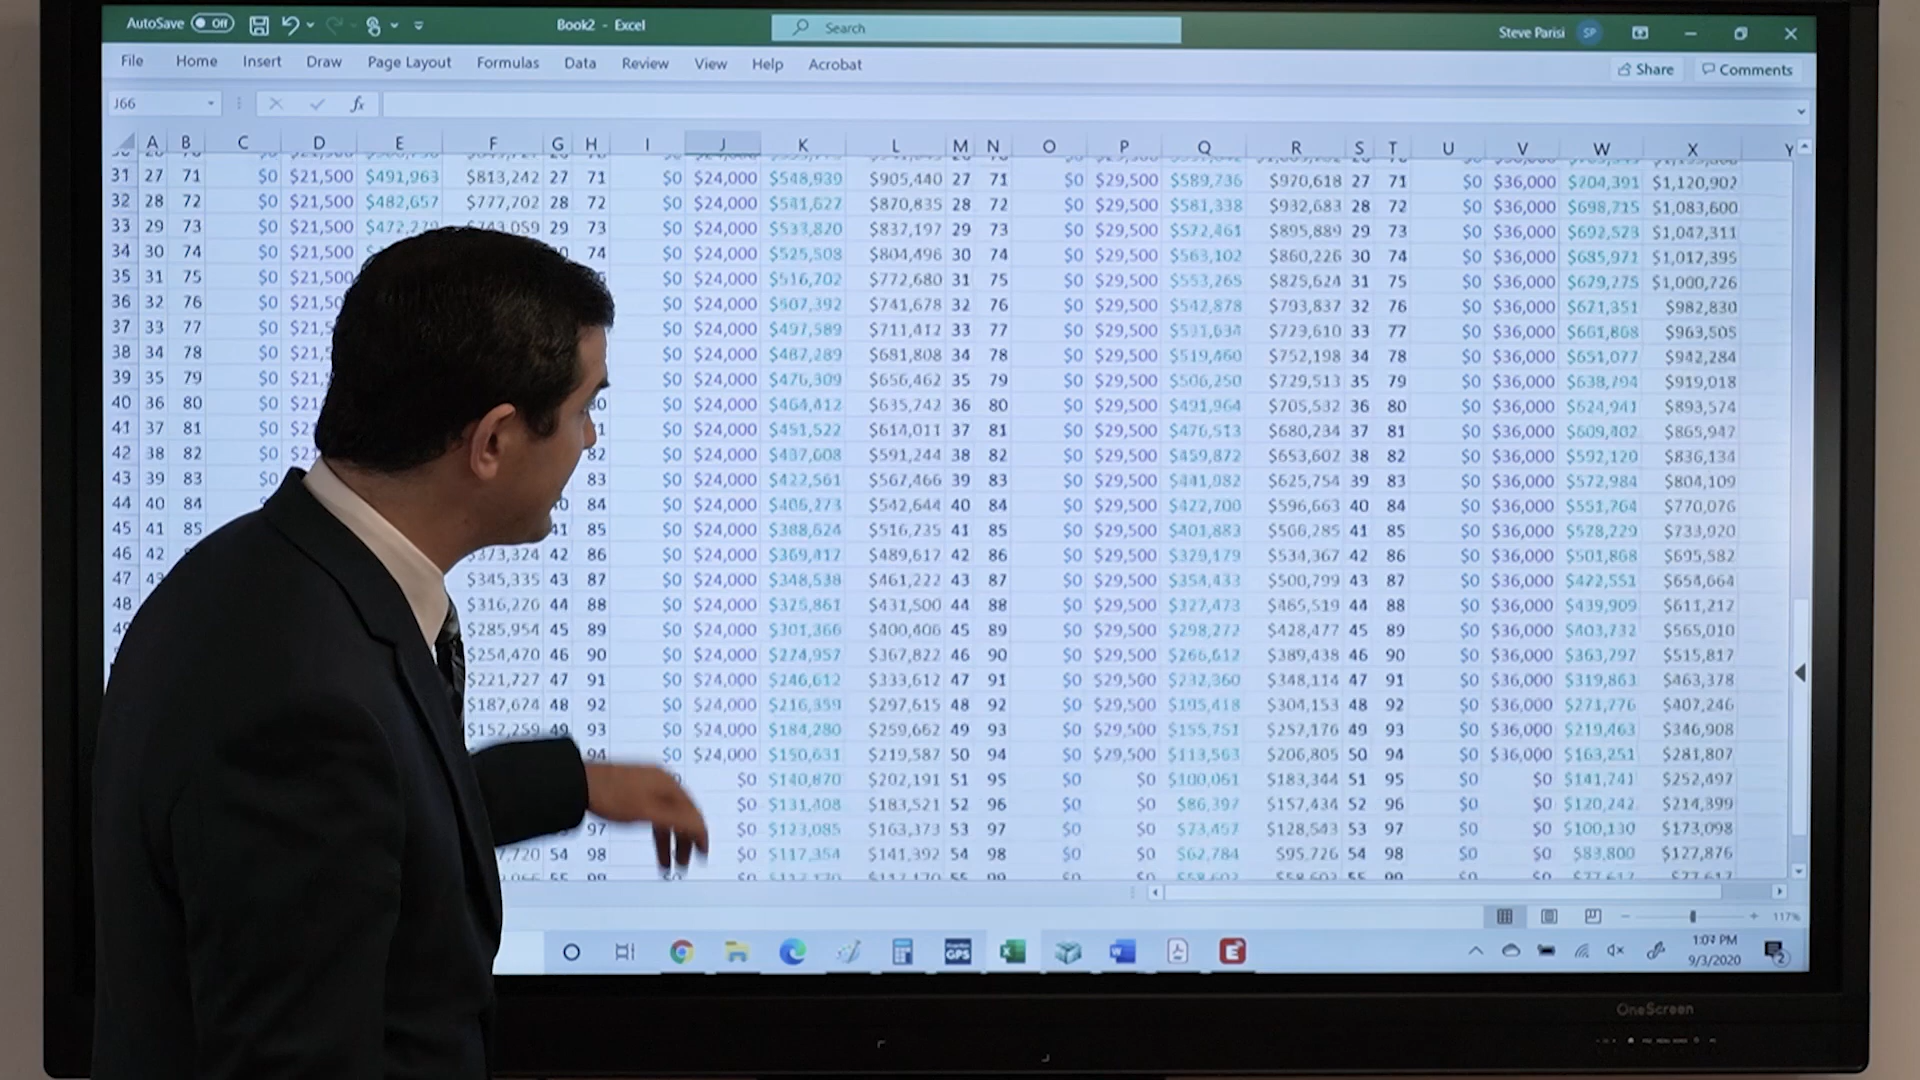 AutoSave Off Book2 - Excel Search Steve Parisi SP
File Home Insert Draw Page Layout Formulas Data Review View Help Acrobat Share Comments
J66 fx
A B C D E F G H I J K L M N O P Q R S T U V W X Y
31 27 71 $0 $21,500 $491,963 $813,242 27 71 $0 $24,000 $548,939 $905,440 27 71 $0 $29,500 $589,736 $970,618 27 71 $0 $36,000 $704,391 $1,120,902
32 28 72 $0 $21,500 $482,657 $777,702 28 72 $0 $24,000 $541,627 $870,835 28 72 $0 $29,500 $581,338 $932,683 28 72 $0 $36,000 $698,715 $1,083,600
33 29 73 $0 $21,500 29 73 $0 $24,000 $533,820 $837,197 29 73 $0 $29,500 $572,461 $895,889 29 73 $0 $36,000 $692,523 $1,047,311
34 30 74 $0 $21,500 74 $0 $24,000 $525,508 $804,496 30 74 $0 $29,500 $563,102 $860,226 30 74 $0 $36,000 $685,971 $1,017,395
35 31 75 $0 $0 $24,000 $516,702 $772,680 31 75 $0 $29,500 $553,265 $825,624 31 75 $0 $36,000 $679,275 $1,000,726
36 32 76 $0 $0 $24,000 $507,392 $741,678 32 76 $0 $29,500 $542,878 $793,837 32 76 $0 $36,000 $671,351 $982,830
37 33 77 $0 $0 $24,000 $497,589 $711,412 33 77 $0 $29,500 $531,634 33 77 $0 $36,000 $661,868 $963,505
38 34 78 $0 $0 $24,000 $487,289 $681,808 34 78 $0 $29,500 $519,460 $752,198 34 78 $0 $36,000 $651,077 $942,284
39 35 79 $0 $0 $24,000 $476,309 $656,462 35 79 $0 $29,500 $506,250 $729,513 35 79 $0 $36,000 $638,794 $919,018
40 36 80 $0 $0 $24,000 $464,412 $635,742 36 80 $0 $29,500 $491,964 $705,532 36 80 $0 $36,000 $624,941 $893,574
41 37 81 $0 $0 $24,000 $451,522 $614,011 37 81 $0 $29,500 $476,513 $680,234 37 81 $0 $36,000 $609,402 $865,947
42 38 82 $0 82 $0 $24,000 $437,608 $591,244 38 82 $0 $29,500 $459,872 $653,602 38 82 $0 $36,000 $592,120 $836,134
43 39 83 83 $0 $24,000 $422,561 $567,466 39 83 $0 $29,500 $441,982 $625,754 39 83 $0 $36,000 $572,984 $804,109
44 40 84 84 $0 $24,000 $406,273 $542,644 40 84 $0 $29,500 $422,700 $596,663 40 84 $0 $36,000 $551,764 $770,076
45 41 85 85 $0 $24,000 $388,624 $516,235 41 85 $0 $29,500 $401,883 $566,285 41 85 $0 $36,000 $528,229 $733,920
46 42 $373,324 42 86 $0 $24,000 $369,417 $489,617 42 86 $0 $29,500 $379,179 $534,367 42 86 $0 $36,000 $501,868 $695,582
47 $345,335 43 87 $0 $24,000 $348,538 $461,222 43 87 $0 $29,500 $354,433 $500,799 43 87 $0 $36,000 $654,664
48 $316,226 44 88 $0 $24,000 $325,861 $431,500 44 88 $0 $29,500 $327,473 $465,519 44 88 $0 $36,000 $439,909 $611,212
$285,954 45 89 $0 $24,000 $301,366 $400,406 45 89 $0 $29,500 $298,272 $428,477 45 89 $0 $36,000 $403,732 $565,010
$254,470 46 90 $0 $24,000 $274,957 $367,822 46 90 $0 $29,500 $266,612 $389,438 46 90 $0 $36,000 $363,797 $515,817
$221,727 47 91 $0 $24,000 $246,612 $333,612 47 91 $0 $29,500 $232,360 $348,114 47 91 $0 $36,000 $319,863 $463,378
$187,674 48 92 $0 $24,000 $216,359 $297,615 48 92 $0 $29,500 $195,418 $304,153 48 92 $0 $36,000 $271,776 $407,246
$152,259 49 93 $0 $24,000 $184,280 $259,662 49 93 $0 $29,500 $155,751 $257,176 49 93 $0 $36,000 $219,463 $346,908
94 $0 $24,000 $150,631 $219,587 50 94 $0 $29,500 $113,563 $206,805 50 94 $0 $36,000 $163,251 $281,807
$0 $140,870 $202,191 51 95 $0 $0 $100,061 $183,344 51 95 $0 $0 $141,741 $252,497
$0 $131,408 $183,521 52 96 $0 $0 $86,397 $157,434 52 96 $0 $0 $120,242 $214,399
97 $0 $123,085 $163,373 53 97 $0 $0 $73,457 $128,543 53 97 $0 $0 $100,130 $173,098
54 98 $0 $117,354 $141,392 54 98 $0 $0 $62,784 $95,726 54 98 $0 $0 $83,800 $127,876
117%
GPS
1:07 PM
9/3/2020
OneScreen